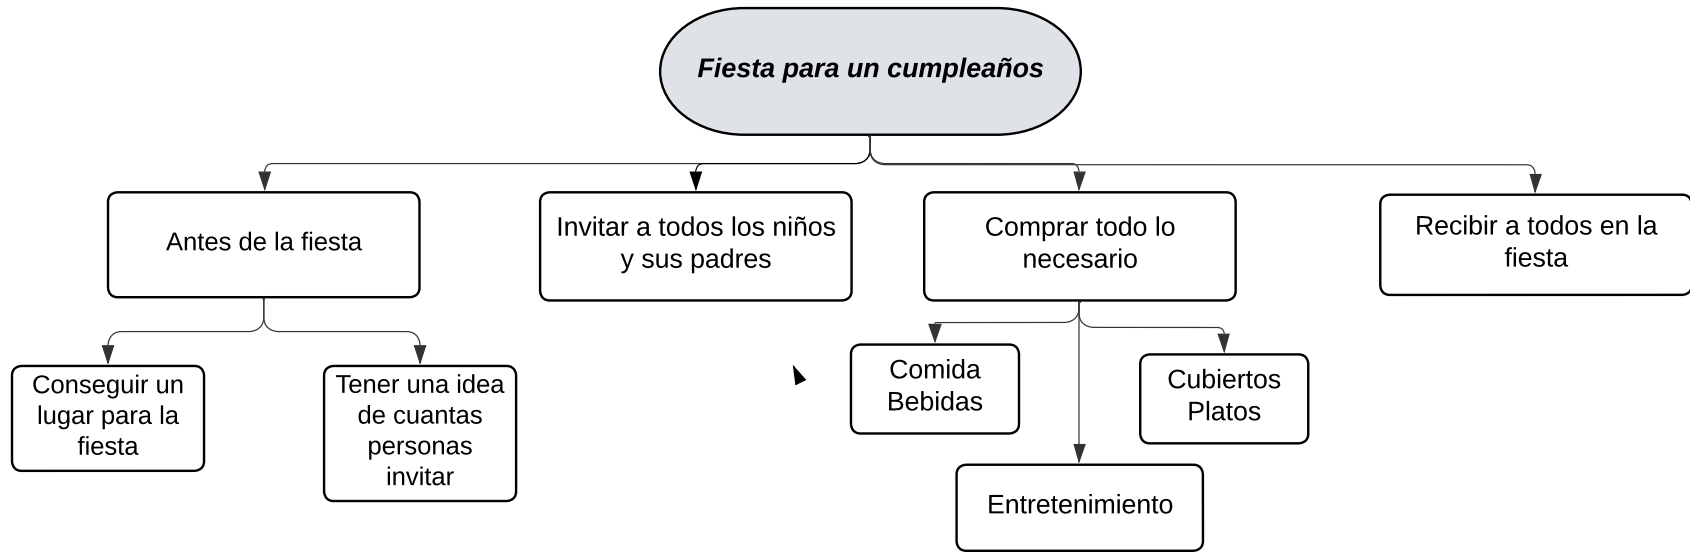 Fiesta para un cumpleaños
Antes de la fiesta
Invitar a todos los niños
y sus padres
Comprar todo lo
necesario
Recibir a todos en la
fiesta
Conseguir un
lugar para la
fiesta
Tener una idea
de cuantas
personas
invitar
Comida
Bebidas
Cubiertos
Platos
Entretenimiento